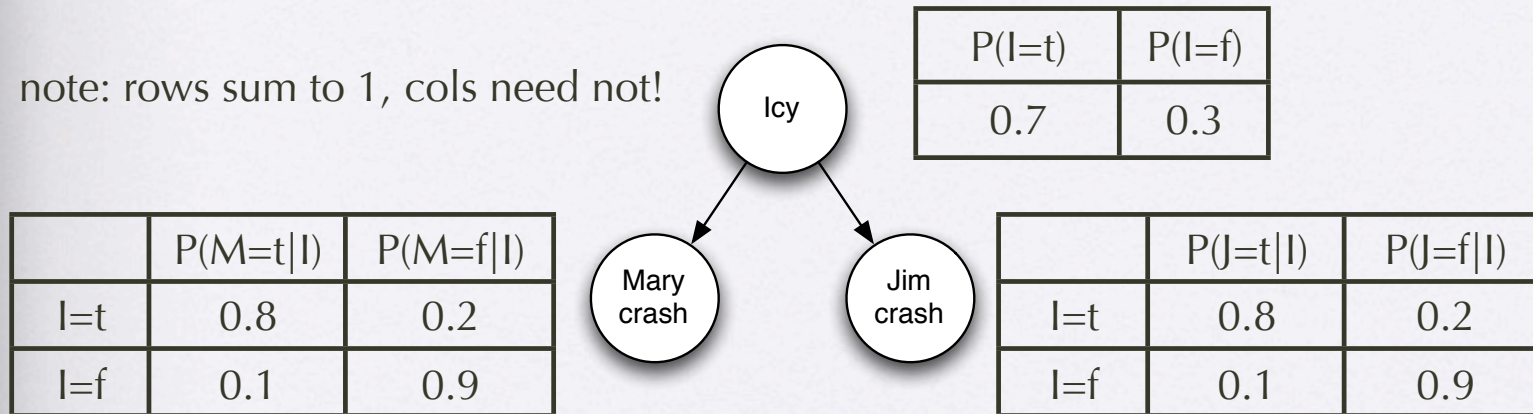 note: rows sum to 1, cols need not!
P(I=t) P(I=f)
0.7 0.3
Icy
P(M=t|I) P(M=f|I)
I=t 0.8 0.2
I=f 0.1 0.9
Mary
crash
Jim
crash
P(J=t|I) P(J=f|I)
I=t 0.8 0.2
I=f 0.1 0.9